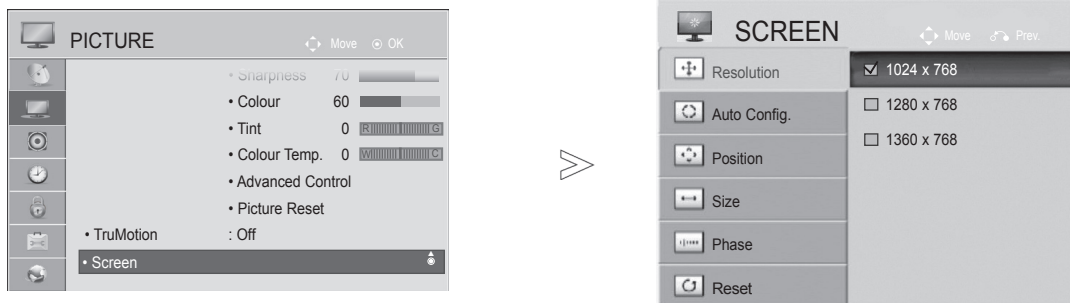 PICTURE
Move OK
• Sharpness 70
• Colour 60
• Tint 0 R G
• Colour Temp. 0 W C
• Advanced Control
• Picture Reset
• TruMotion : Off
• Screen
SCREEN
Move Prev.
Resolution
Auto Config.
Position
Size
Phase
Reset
1024 x 768
1280 x 768
1360 x 768